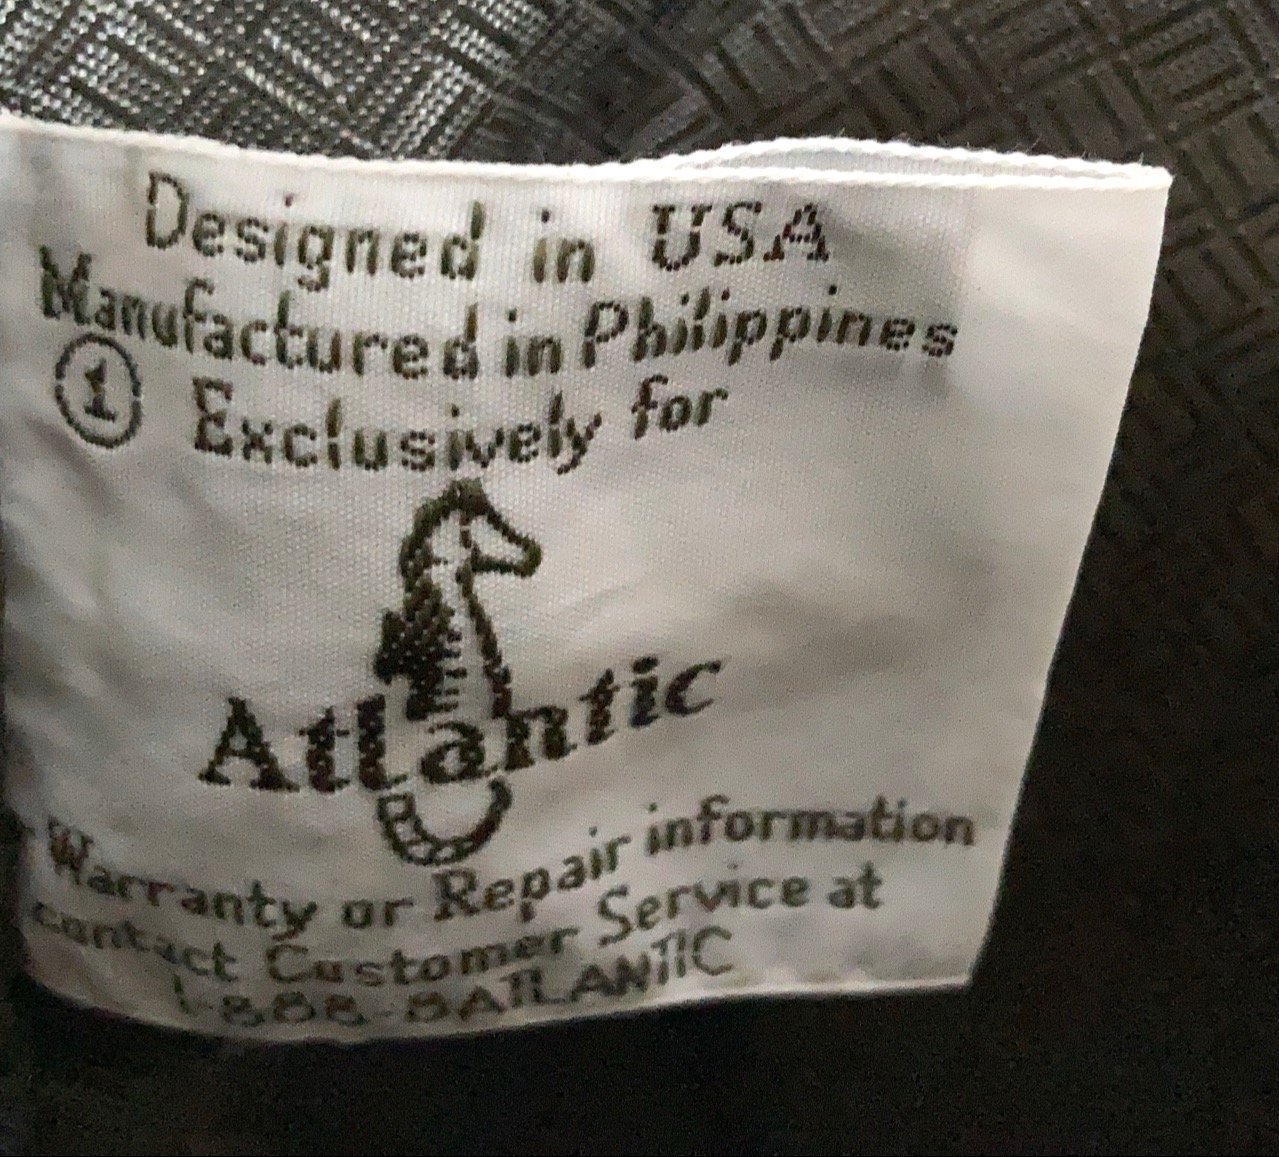 Designed in USA
Manufactured in Philippines
① Exclusively for
Atlantic
Warranty or Repair information
contact Customer Service at
1-888-8ATLANTIC